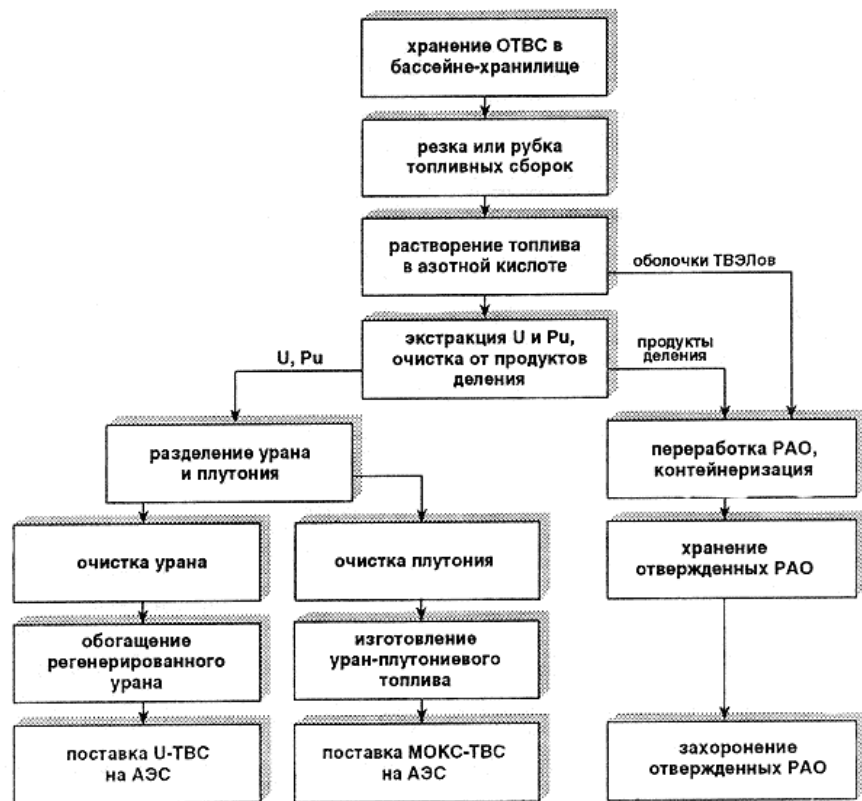 хранение ОТВС в
бассейне-хранилище
резка или рубка
топливных сборок
растворение топлива
в азотной кислоте
оболочки ТВЭЛов
экстракция U и Pu,
очистка от продуктов
деления
U, Pu
продукты
деления
разделение урана
и плутония
переработка РАО,
контейнеризация
очистка урана
очистка плутония
хранение
отвержденных РАО
обогащение
регенерированного
урана
изготовление
уран-плутониевого
топлива
поставка U-ТВС
на АЭС
поставка МОКС-ТВС
на АЭС
захоронение
отвержденных РАО